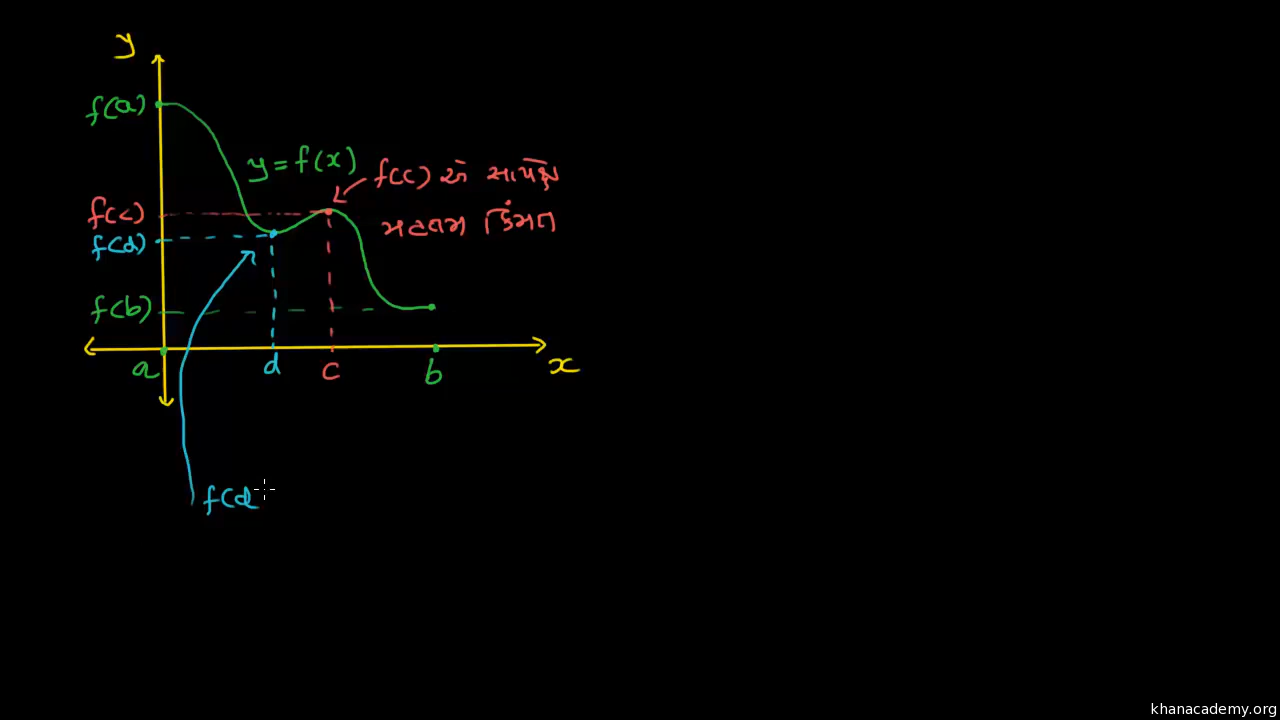 y
f(a)
y = f(x)
f(c) એ સાપેક્ષ
મહત્તમ કિંમત
f(c)
f(d)
f(b)
a
d
c
b
x
f(d
khanacademy.org